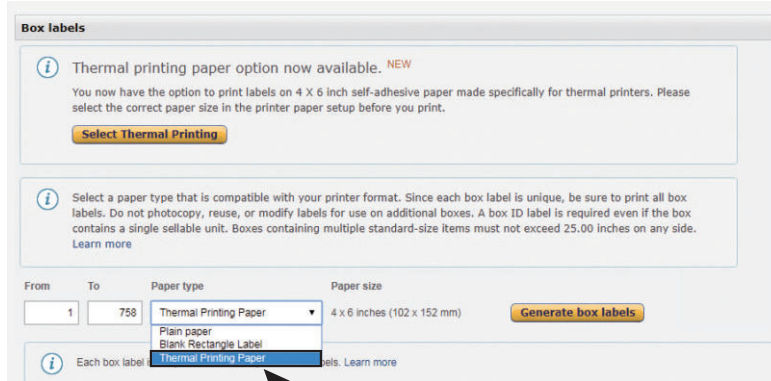 Box labels
Thermal printing paper option now available. NEW
You now have the option to print labels on 4 X 6 inch self-adhesive paper made specifically for thermal printers. Please
select the correct paper size in the printer paper setup before you print.
Select Thermal Printing
Select a paper type that is compatible with your printer format. Since each box label is unique, be sure to print all box
labels. Do not photocopy, reuse, or modify labels for use on additional boxes. A box ID label is required even if the box
contains a single sellable unit. Boxes containing multiple standard-size items must not exceed 25.00 inches on any side.
Learn more
From To Paper type Paper size
1 758 Thermal Printing Paper 4 x 6 inches (102 x 152 mm) Generate box labels
Plain paper
Blank Rectangle Label
Thermal Printing Paper
Each box label Learn more